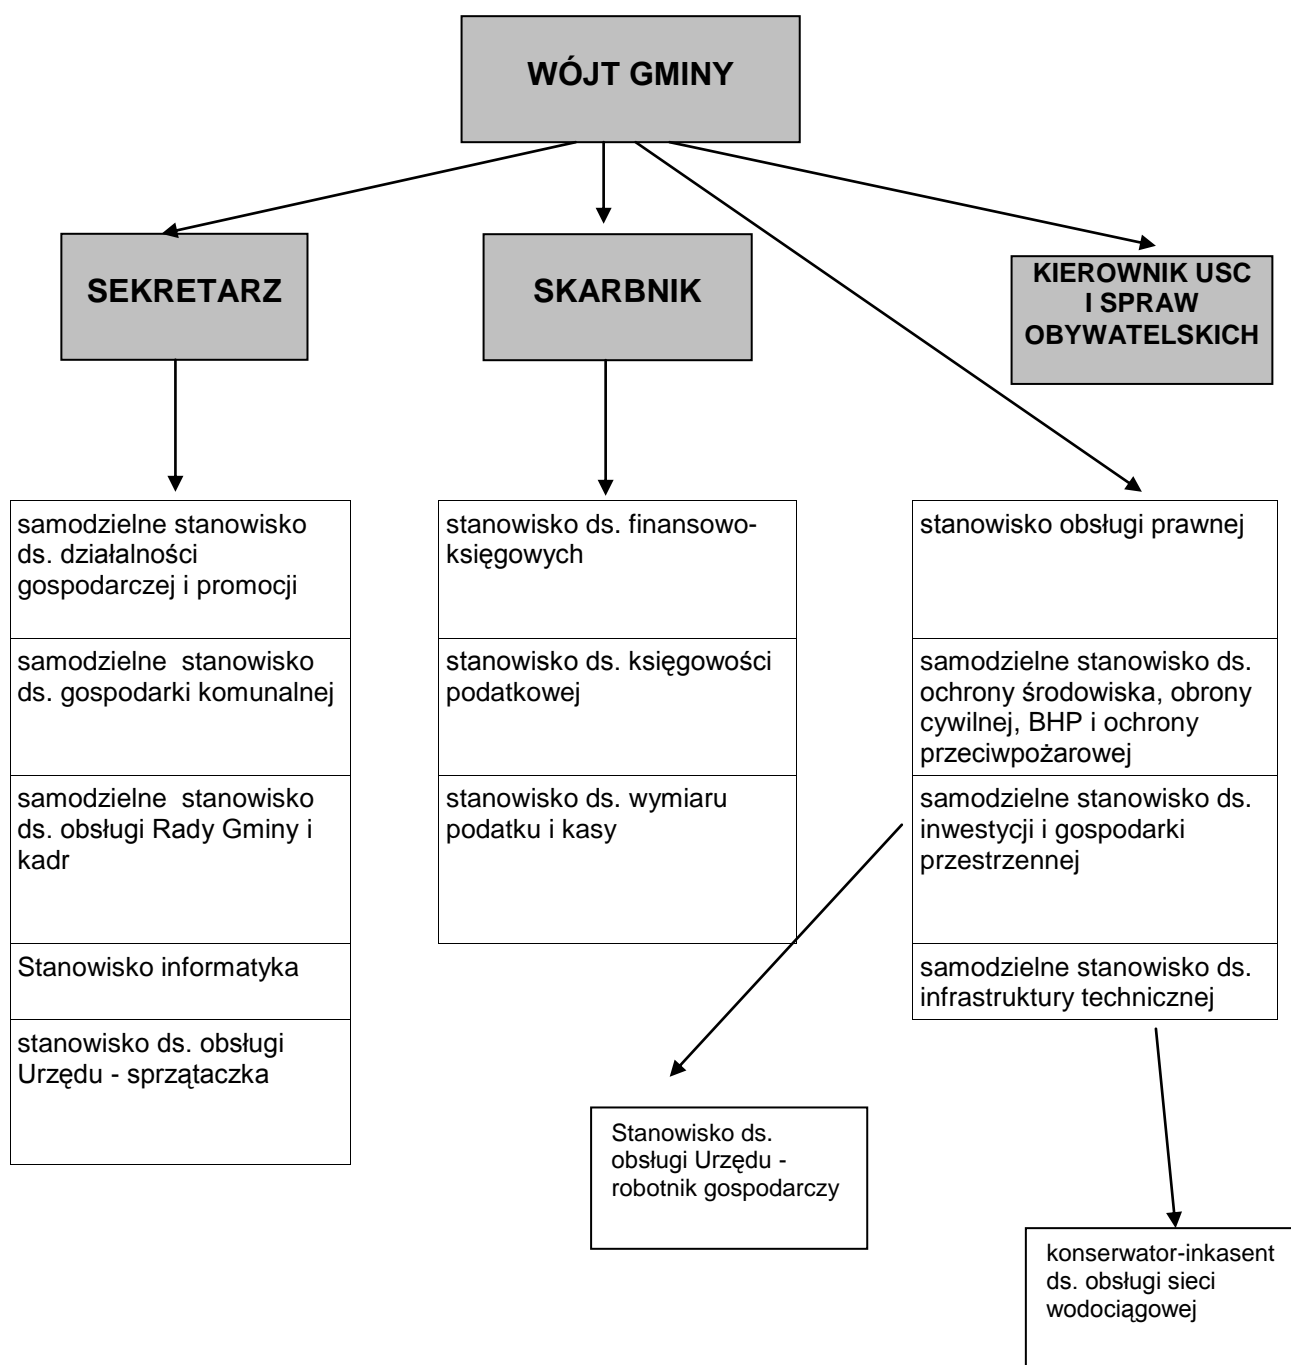 WÓJT GMINY
SEKRETARZ
SKARBNIK
KIEROWNIK USC
I SPRAW
OBYWATELSKICH
samodzielne stanowisko
ds. działalności
gospodarczej i promocji
samodzielne  stanowisko
ds. gospodarki komunalnej
samodzielne  stanowisko
ds. obsługi Rady Gminy i
kadr
Stanowisko informatyka
stanowisko ds. obsługi
Urzędu - sprzątaczka
stanowisko ds. finansowo-
księgowych
stanowisko ds. księgowości
podatkowej
stanowisko ds. wymiaru
podatku i kasy
stanowisko obsługi prawnej
samodzielne stanowisko ds.
ochrony środowiska, obrony
cywilnej, BHP i ochrony
przeciwpożarowej
samodzielne stanowisko ds.
inwestycji i gospodarki
przestrzennej
samodzielne stanowisko ds.
infrastruktury technicznej
Stanowisko ds.
obsługi Urzędu -
robotnik gospodarczy
konserwator-inkasent
ds. obsługi sieci
wodociągowej